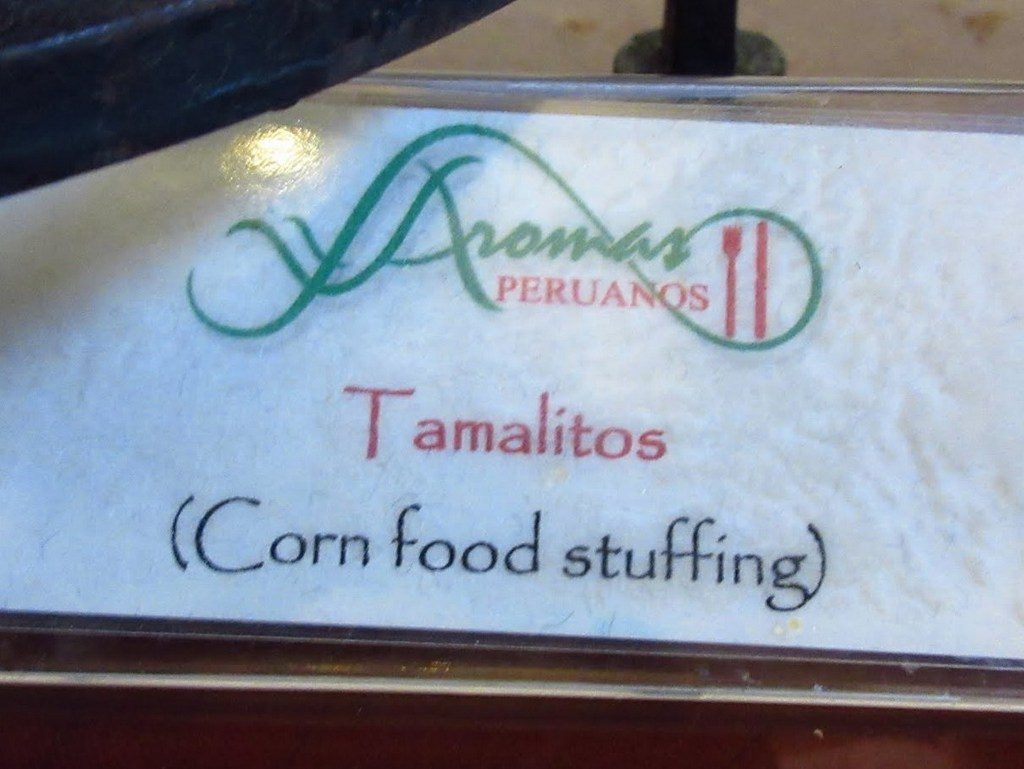 Aromas
PERUANOS
Tamalitos
(Corn food stuffing)